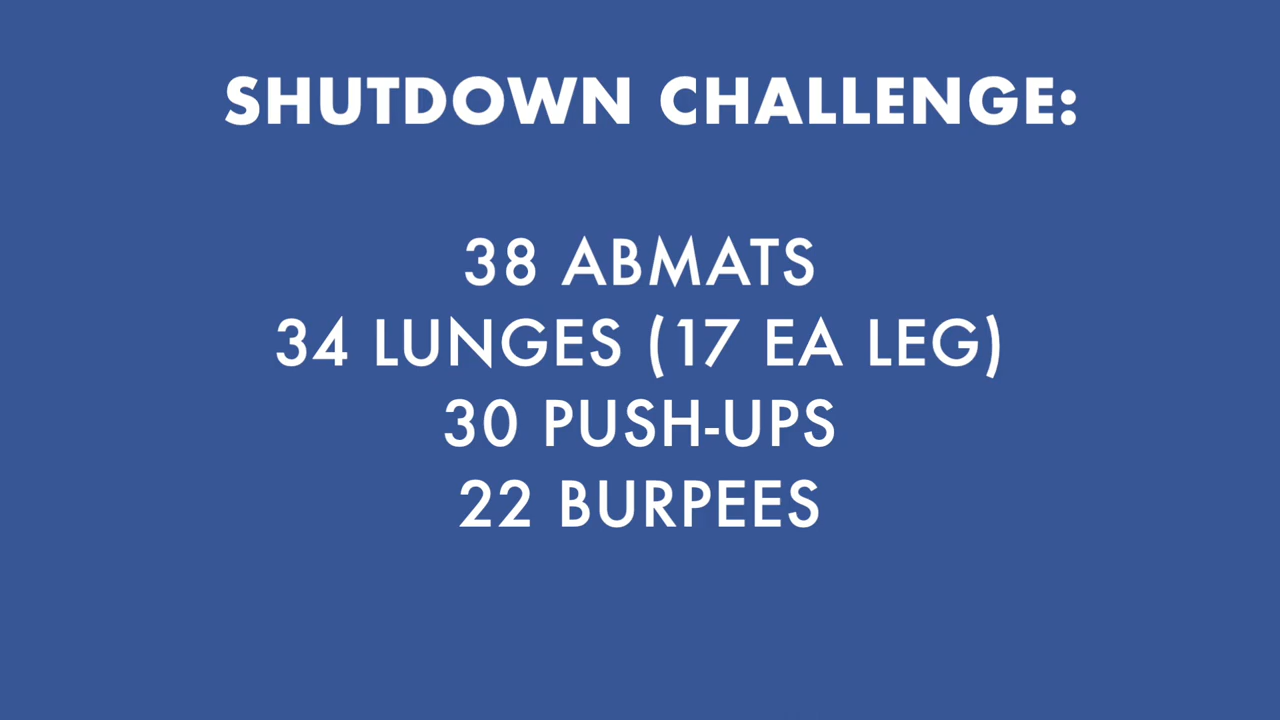 SHUTDOWN CHALLENGE:
38 ABMATS
34 LUNGES (17 EA LEG)
30 PUSH-UPS
22 BURPEES